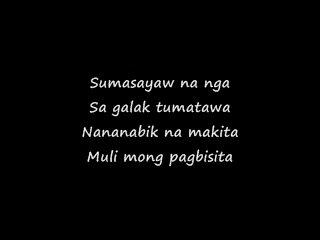 Sumasayaw na nga
Sa galak tumatawa
Nananabik na makita
Muli mong pagbisita